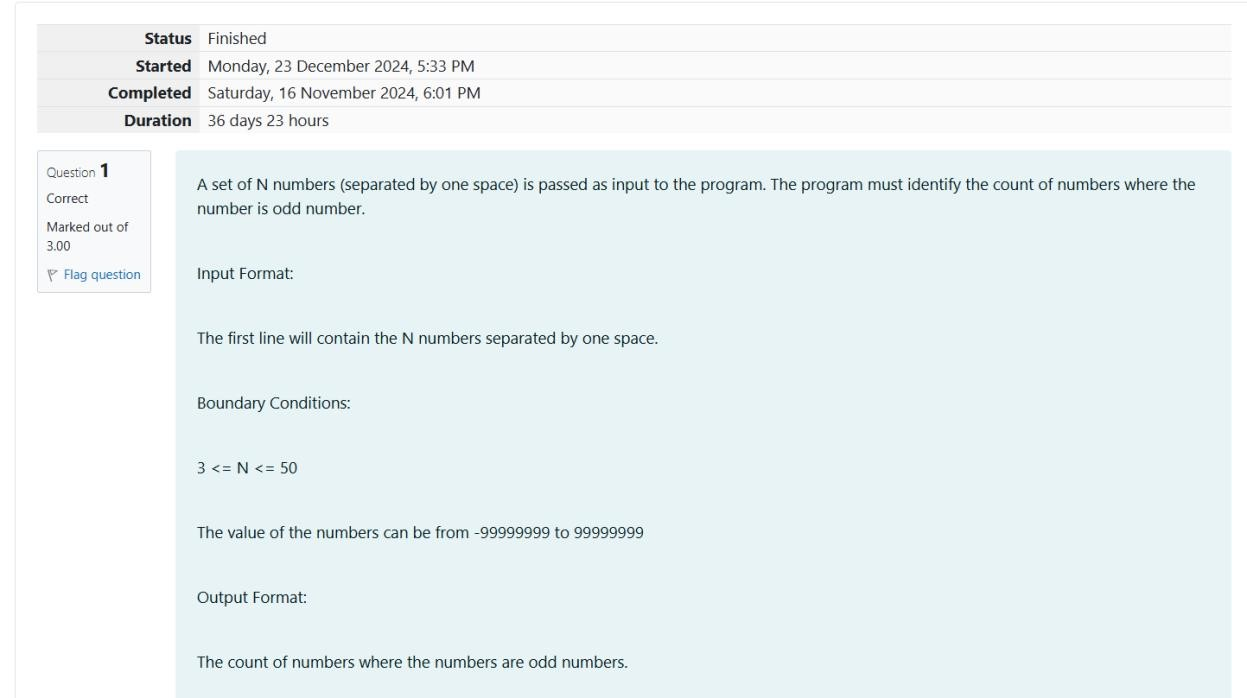 Status Finished
Started Monday, 23 December 2024, 5:33 PM
Completed Saturday, 16 November 2024, 6:01 PM
Duration 36 days 23 hours
Question 1
Correct
Marked out of
3.00
Flag question
A set of N numbers (separated by one space) is passed as input to the program. The program must identify the count of numbers where the
number is odd number.
Input Format:
The first line will contain the N numbers separated by one space.
Boundary Conditions:
3 <= N <= 50
The value of the numbers can be from -99999999 to 99999999
Output Format:
The count of numbers where the numbers are odd numbers.